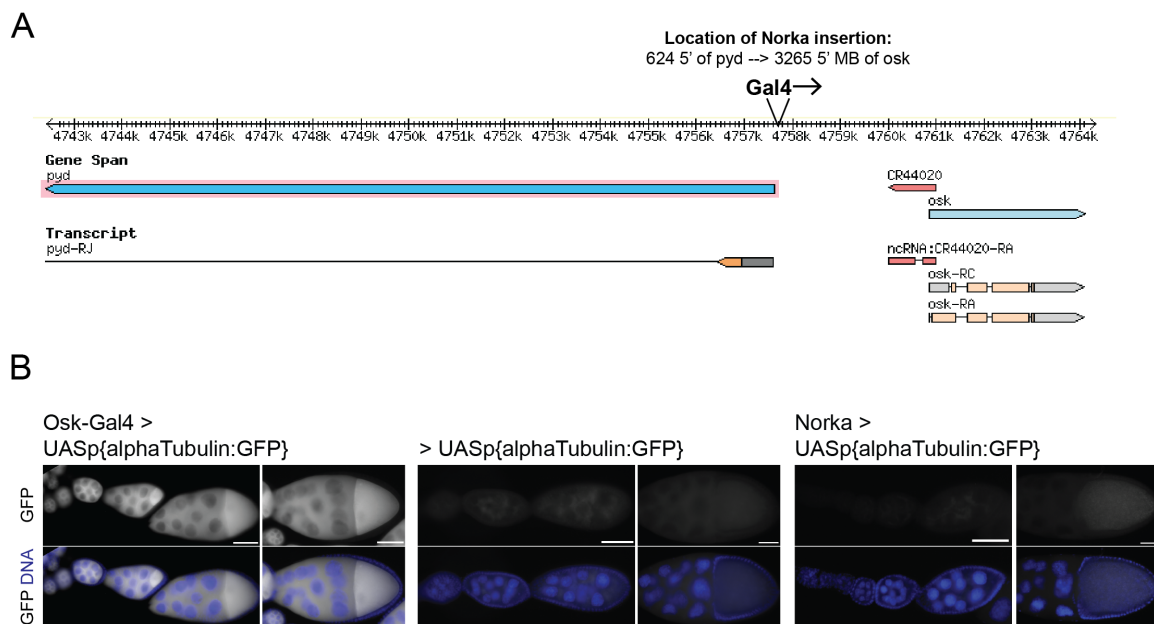 A
Location of Norka insertion:
624 5' of pyd --> 3265 5' MB of osk
Gal4
4743k 4744k 4745k 4746k 4747k 4748k 4749k 4750k 4751k 4752k 4753k 4754k 4755k 4756k 4757k 4758k 4759k 4760k 4761k 4762k 4763k 4764k
Gene Span
pyd
CR44020
osk
Transcript
pyd-RJ
ncRNA:CR44020-RA
osk-RC
osk-RA
B
Osk-Gal4 >
UASp{alphaTubulin:GFP}
> UASp{alphaTubulin:GFP}
Norka >
UASp{alphaTubulin:GFP}
GFP
GFP DNA